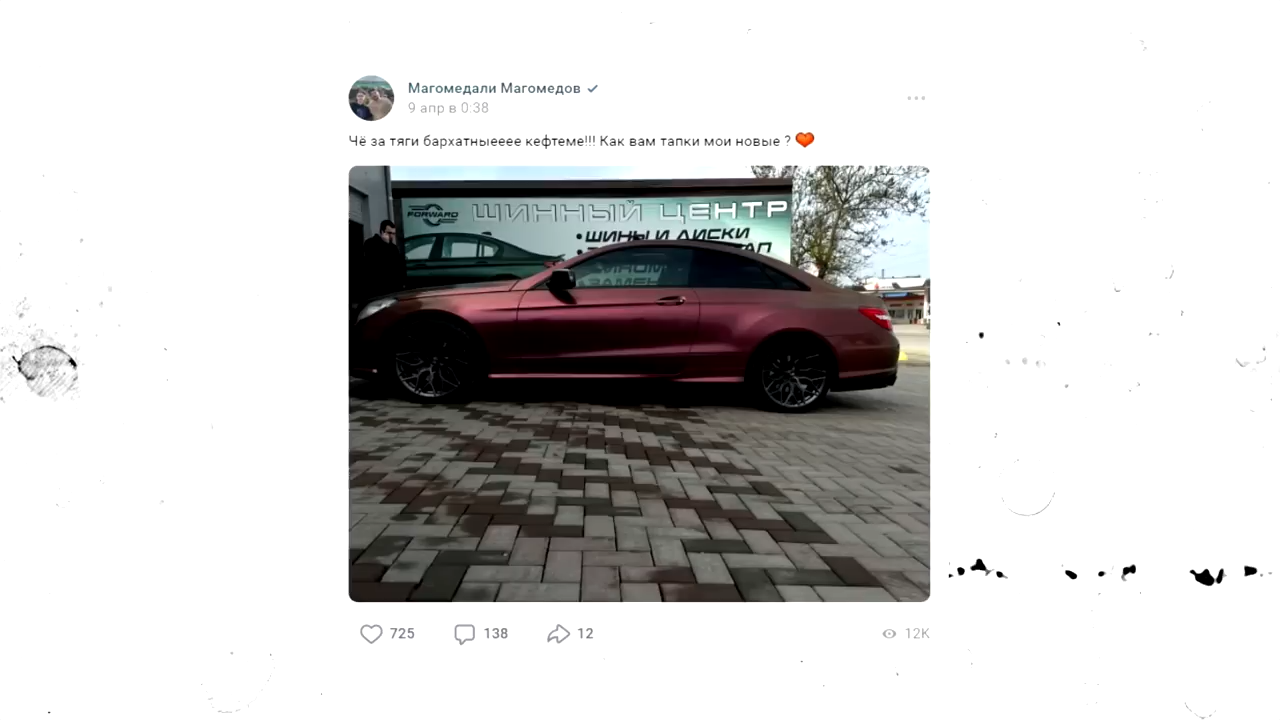 Магомедали Магомедов
9 апр в 0:38
Чё за тяги бархатныееее кефтеме!!! Как вам тапки мои новые ?
FORWARD
ШИННЫЙ ЦЕНТР
• ШИНЫ И ДИСКИ
725
138
12
12K